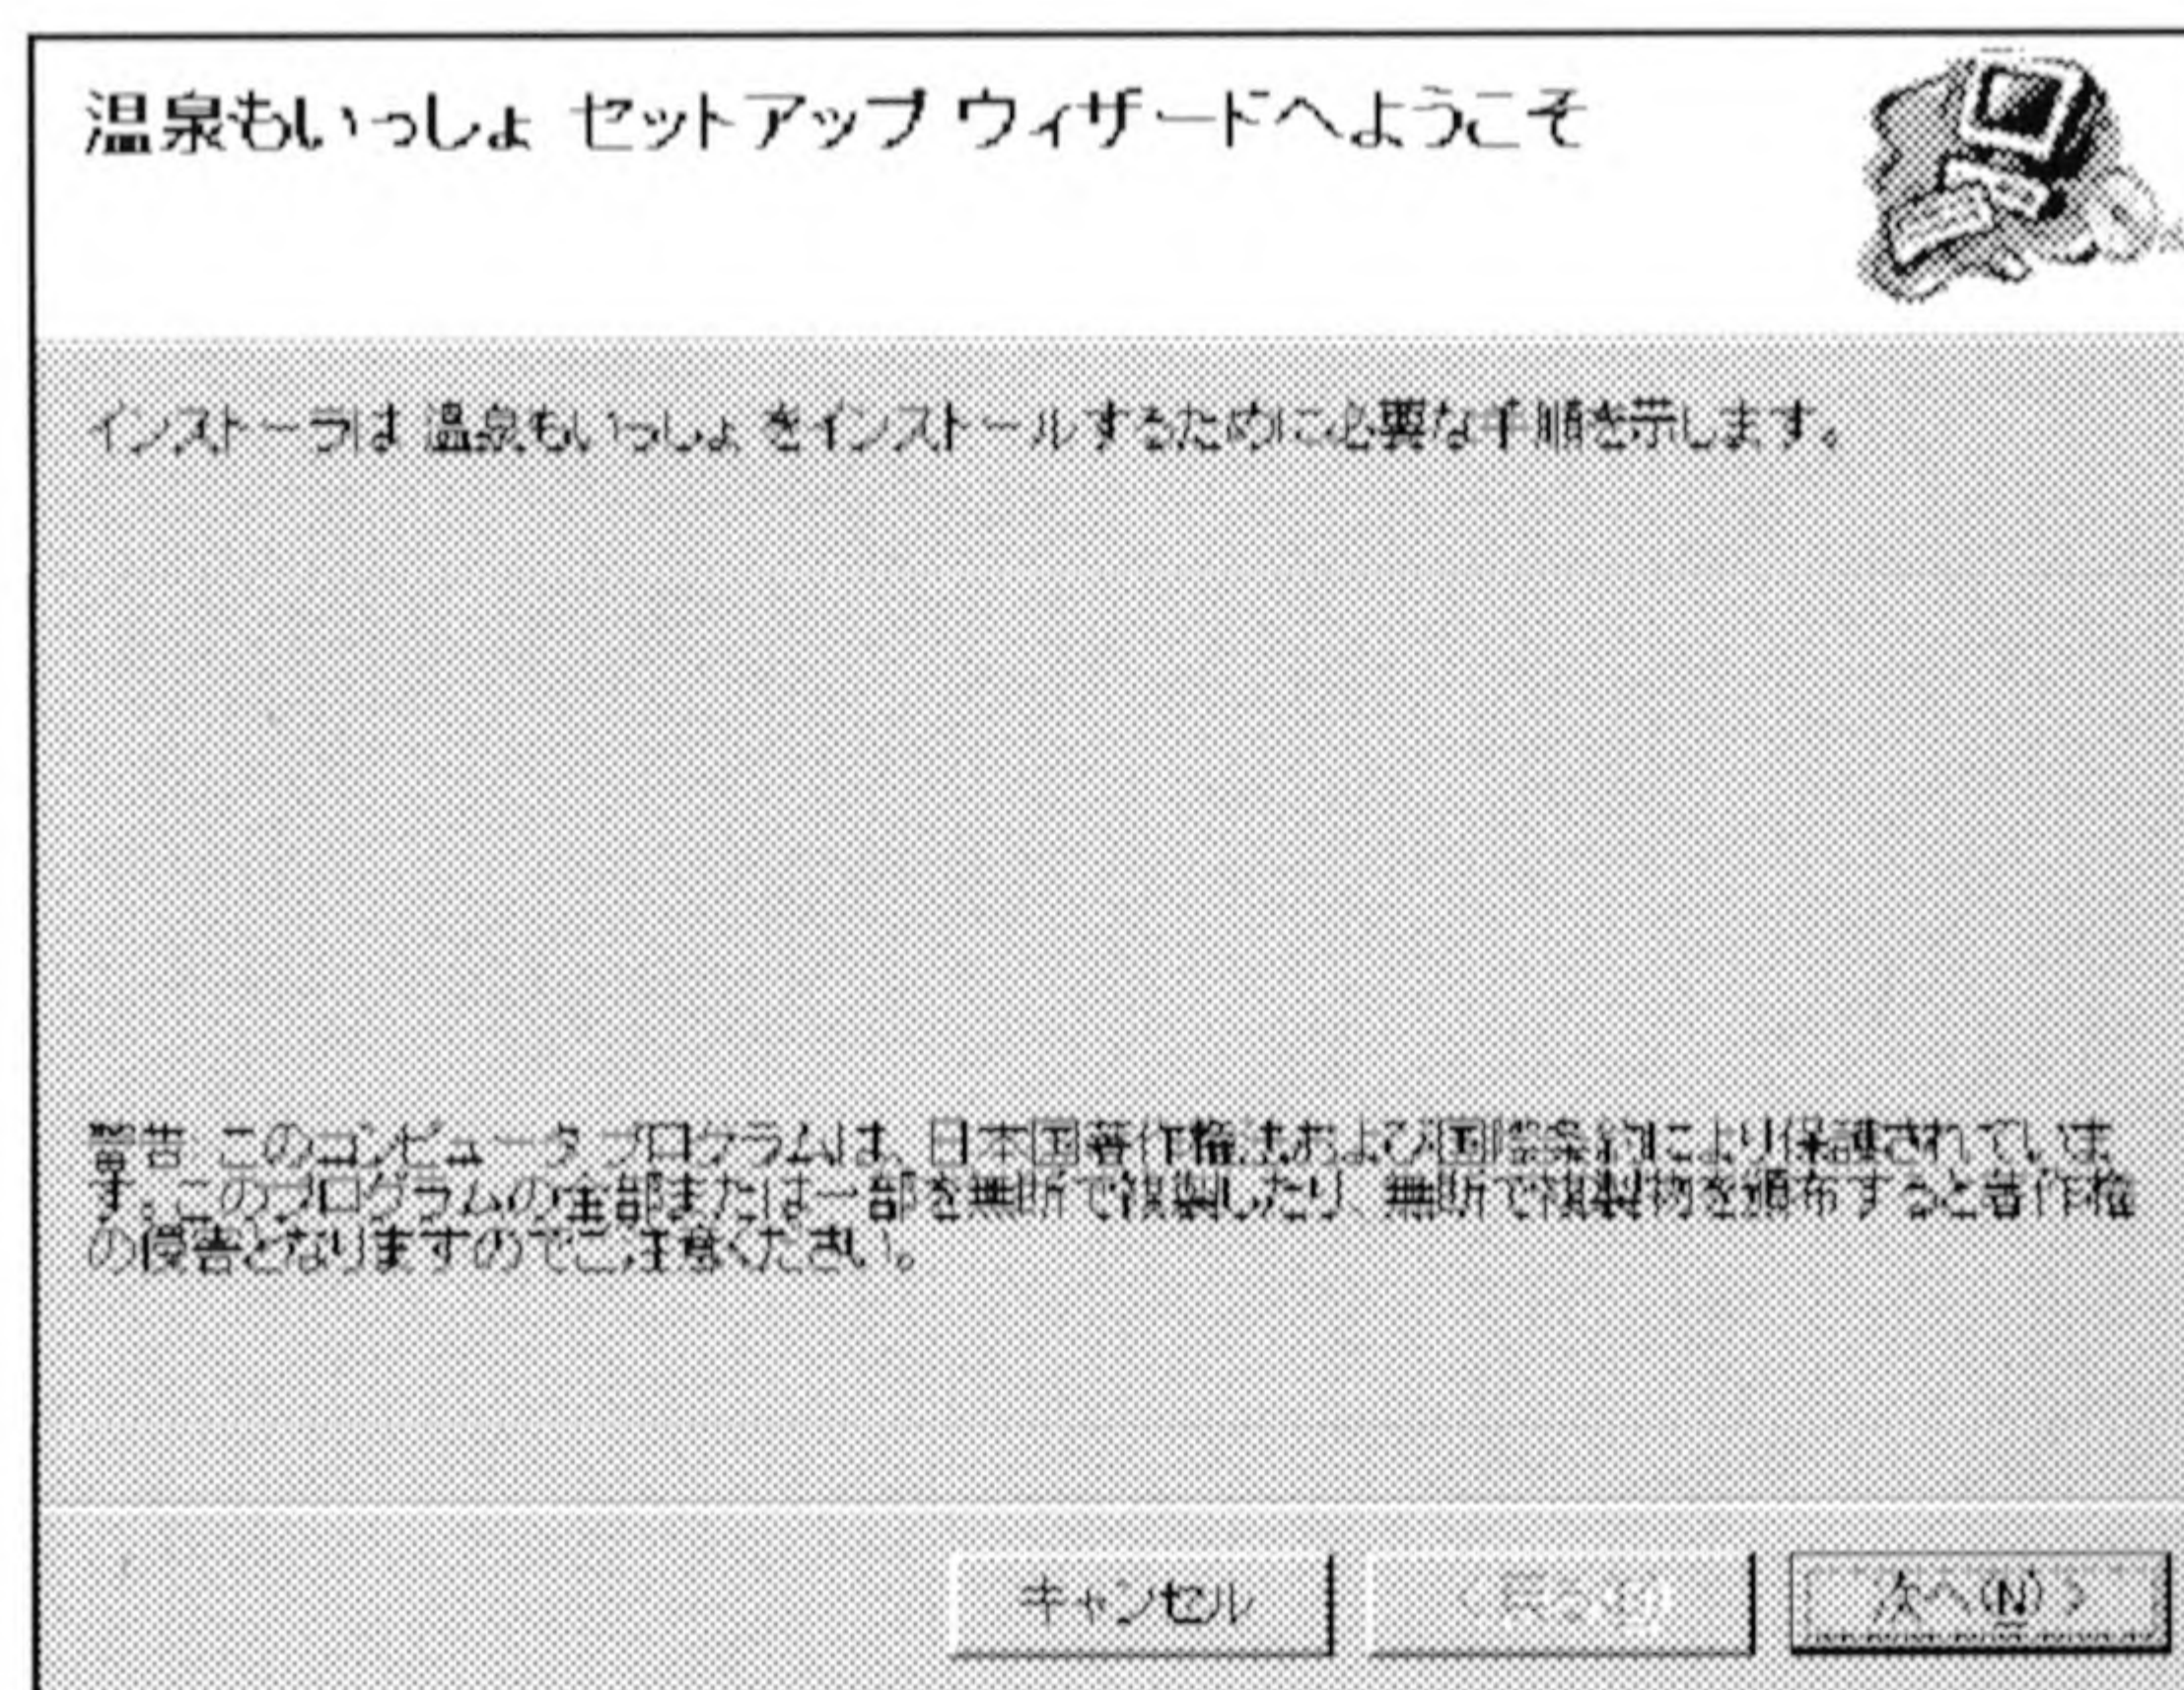 温泉もいっしょ セットアップ ウィザードへようこそ
インストーラは 温泉もいっしょ をインストールするために必要な手順を示します。
警告: このコンピュータ プログラムは、日本国著作権法および国際条約により保護されていま
す。このプログラムの全部または一部を無断で複製したり、無断で複製物を頒布すると著作権
の侵害となりますのでご注意ください。
キャンセル
< 戻る(B)
次へ(N) >